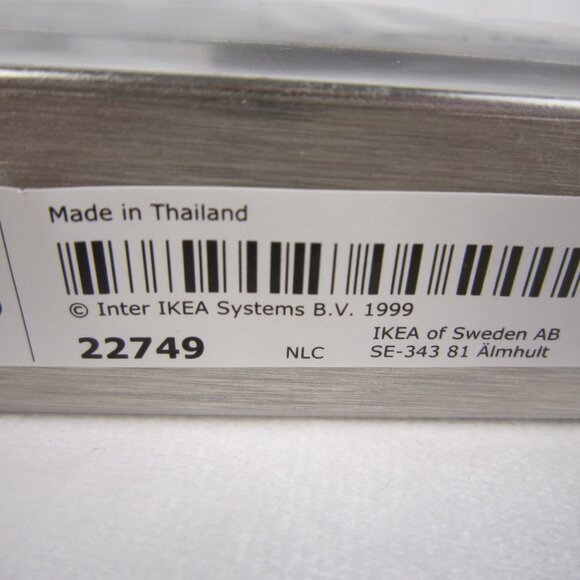 Made in Thailand
© Inter IKEA Systems B.V. 1999
22749
NLC
IKEA of Sweden AB
SE-343 81 Älmhult